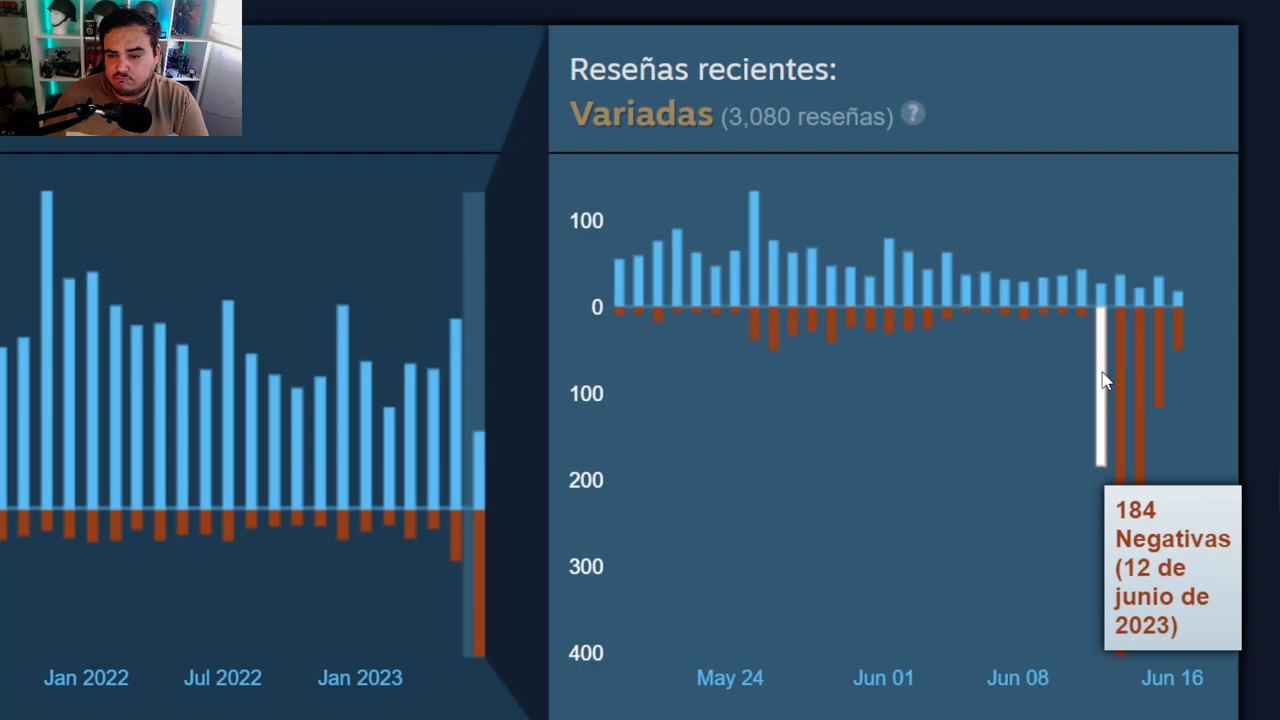 Reseñas recientes:
Variadas (3,080 reseñas) ?
100
0
100
200
300
400
184
Negativas
(12 de
junio de
2023)
Jan 2022 Jul 2022 Jan 2023
May 24 Jun 01 Jun 08 Jun 16